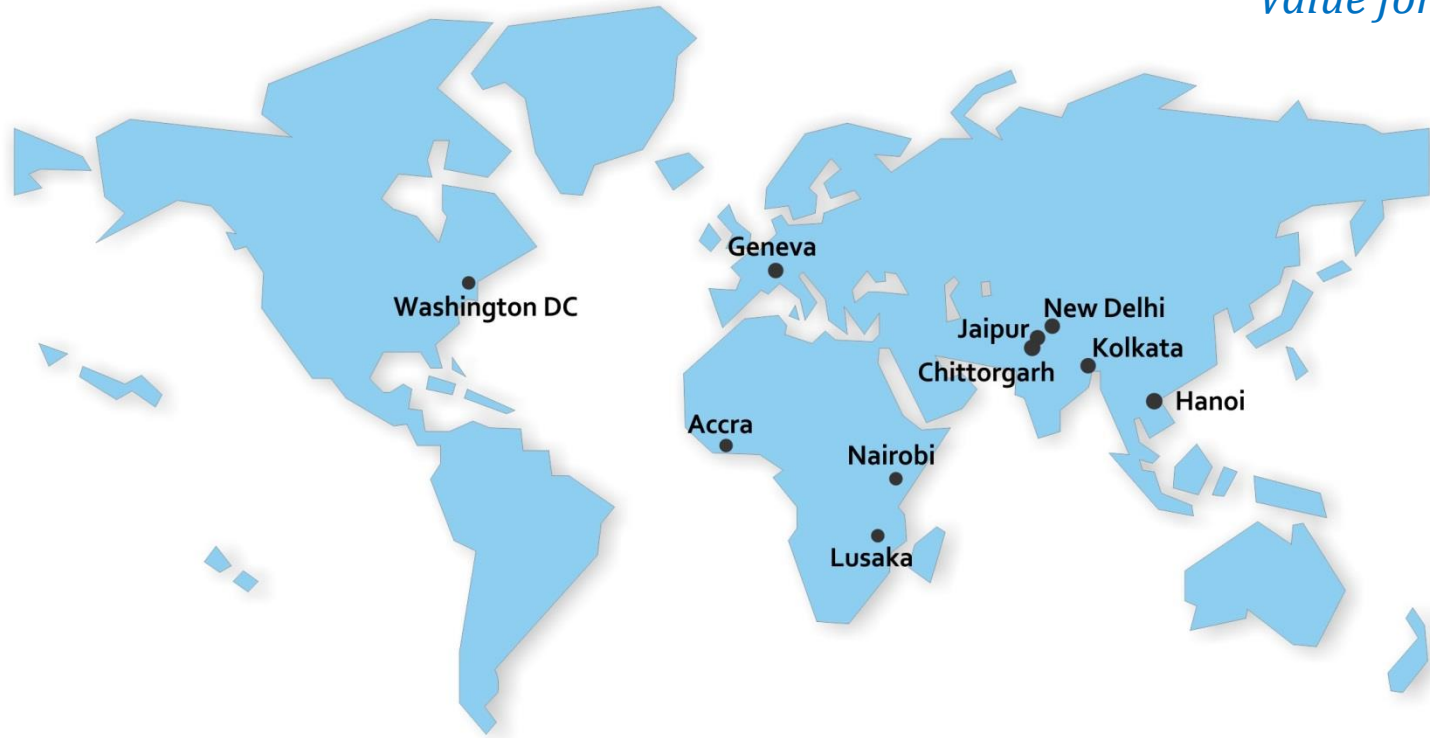 value for
Geneva
Washington DC
New Delhi
Jaipur
Kolkata
Chittorgarh
Hanoi
Accra
Nairobi
Lusaka